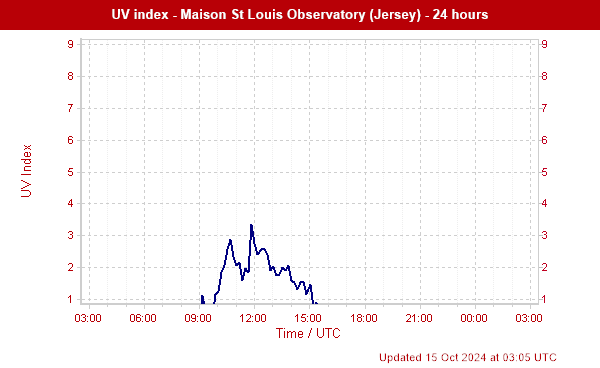 UV index - Maison St Louis Observatory (Jersey) - 24 hours
9 9
8 8
7 7
6 6
5 5
4 4
3 3
2 2
1 1
UV Index
03:00 06:00 09:00 12:00 15:00 18:00 21:00 00:00 03:00
Time / UTC
Updated 15 Oct 2024 at 03:05 UTC